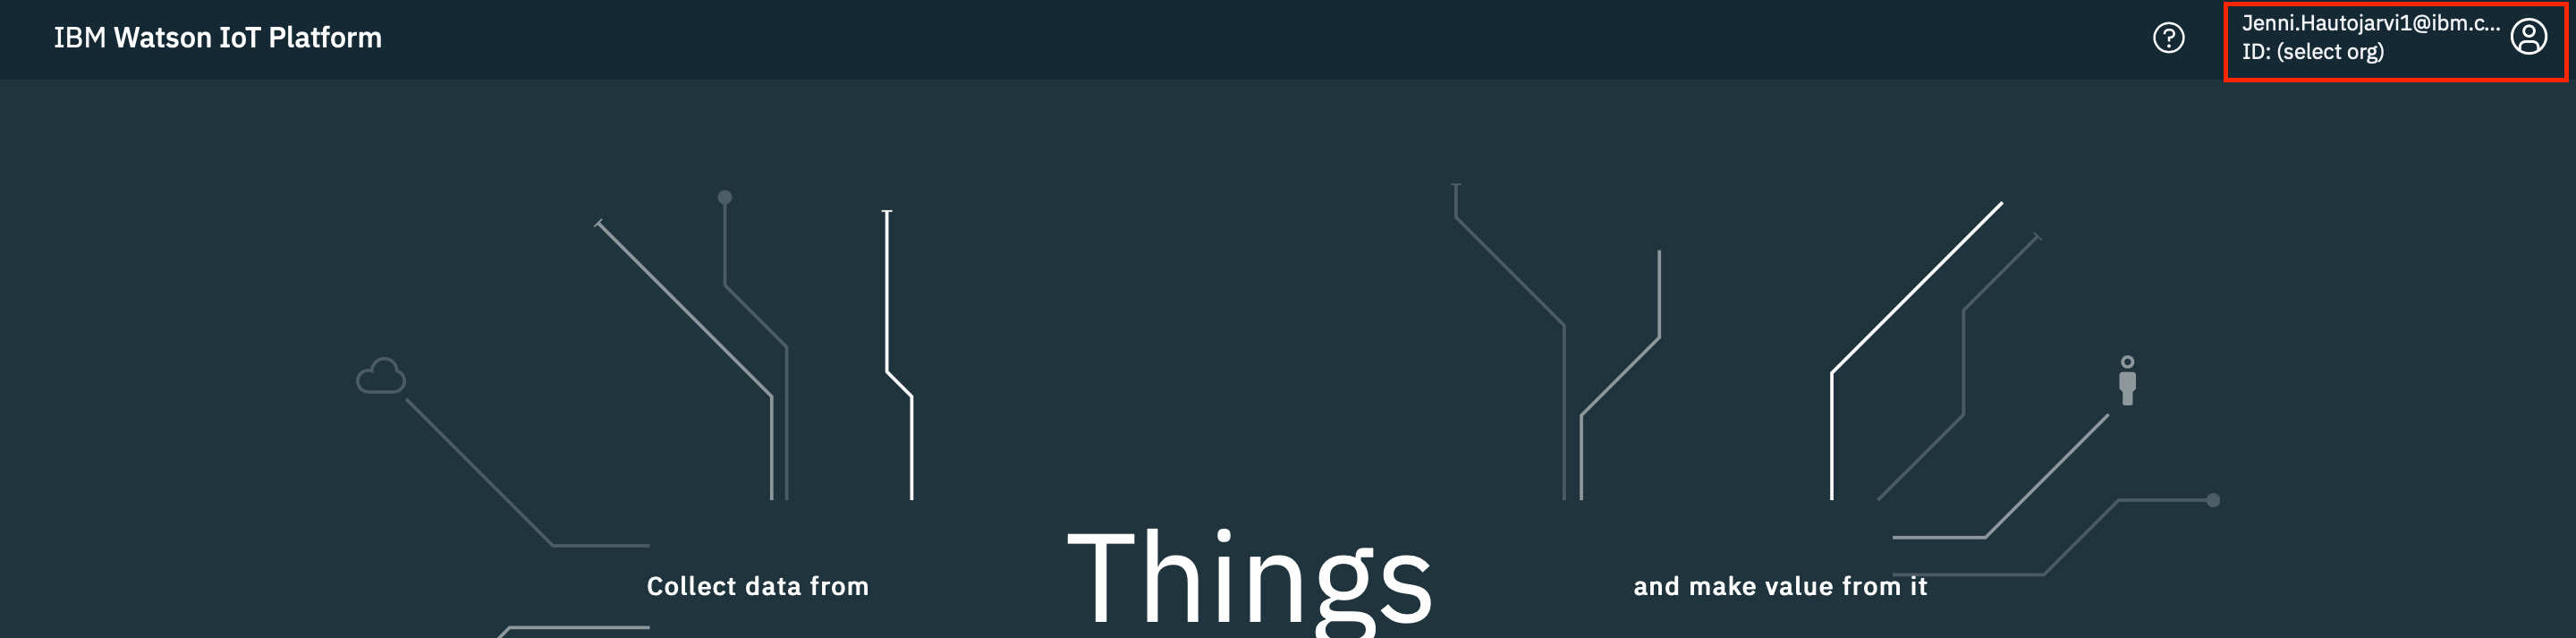 IBM Watson IoT Platform
?
Jenni.Hautojarvi1@ibm.c...
ID: (select org)
Collect data from
Things
and make value from it